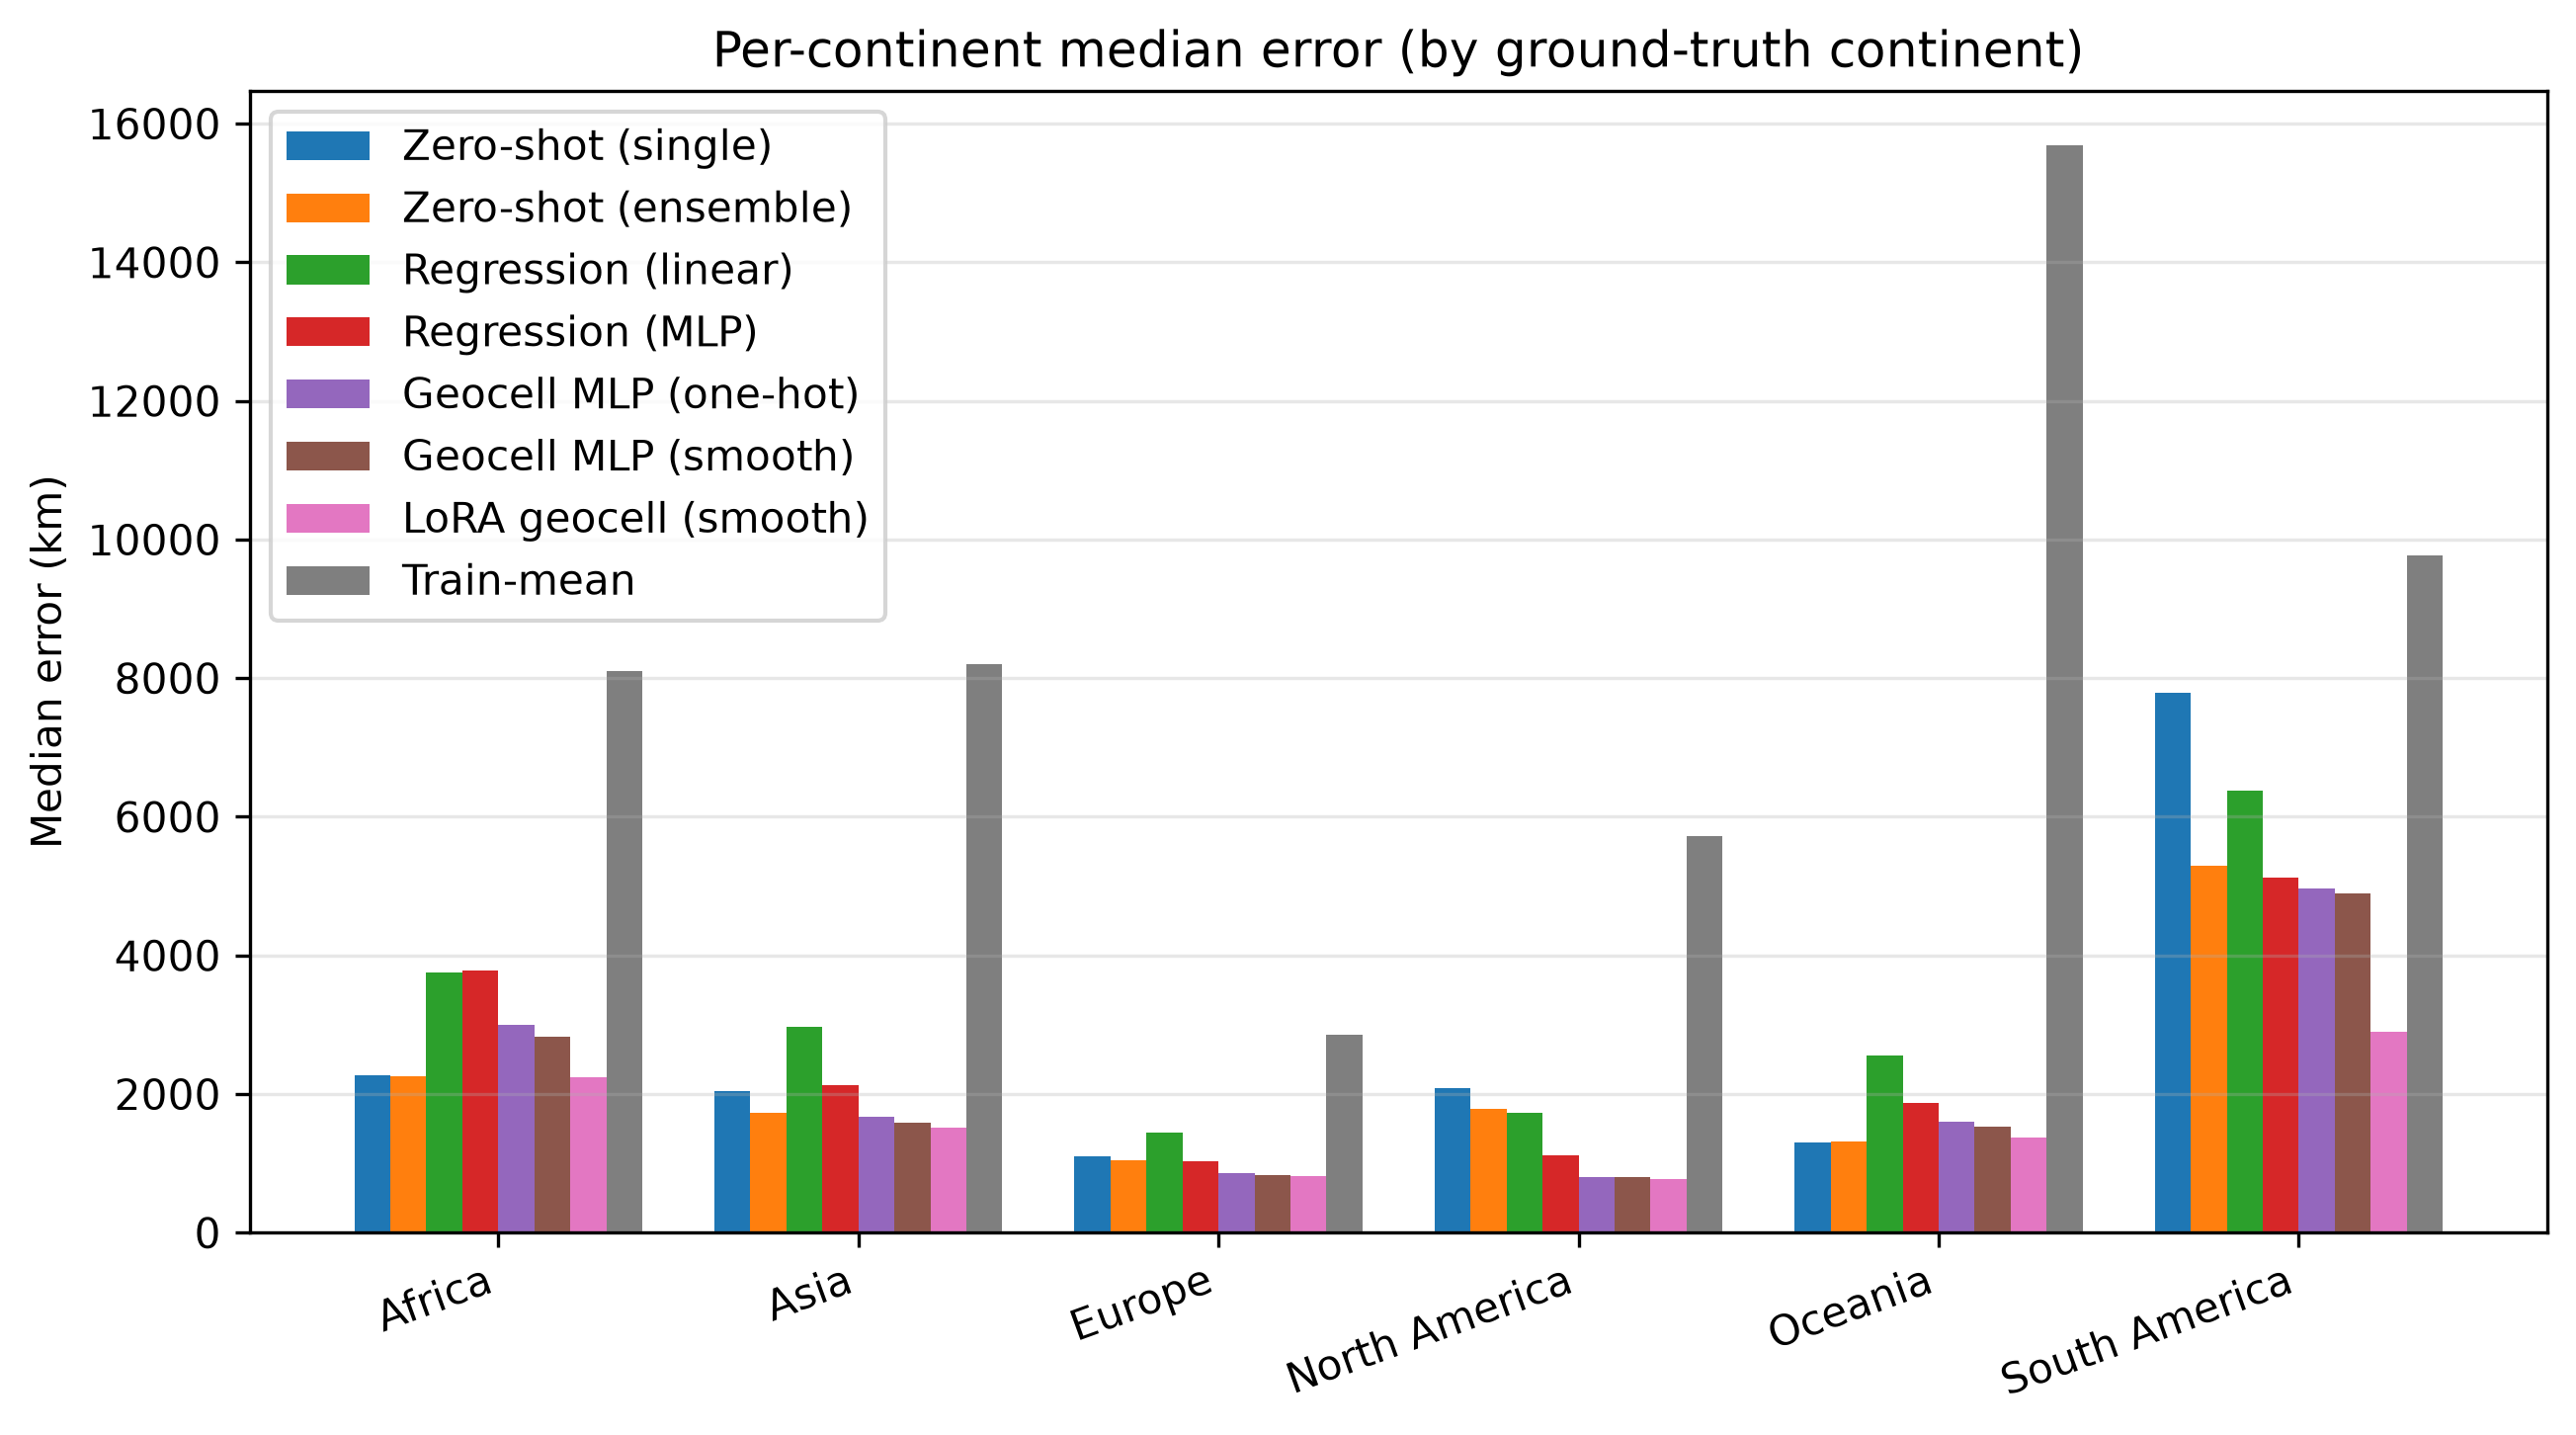 Per-continent median error (by ground-truth continent)
Median error (km)
16000
14000
12000
10000
8000
6000
4000
2000
0
Zero-shot (single)
Zero-shot (ensemble)
Regression (linear)
Regression (MLP)
Geocell MLP (one-hot)
Geocell MLP (smooth)
LoRA geocell (smooth)
Train-mean
Africa
Asia
Europe
North America
Oceania
South America